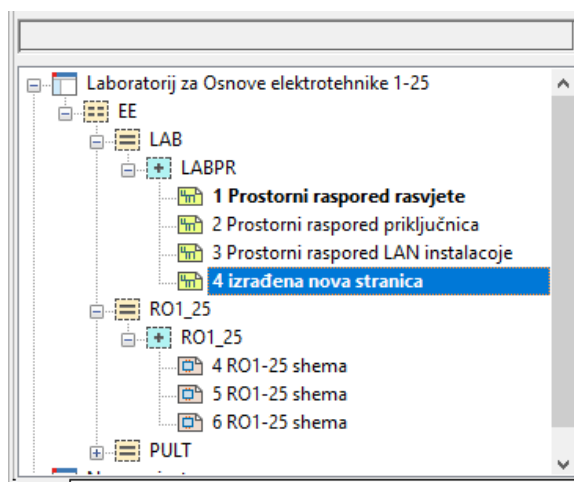 Laboratorij za Osnove elektrotehnike 1-25
EE
LAB
LABPR
1 Prostorni raspored rasvjete
2 Prostorni raspored priključnica
3 Prostorni raspored LAN instalacoje
4 izrađena nova stranica
RO1_25
RO1_25
4 RO1-25 shema
5 RO1-25 shema
6 RO1-25 shema
PULT